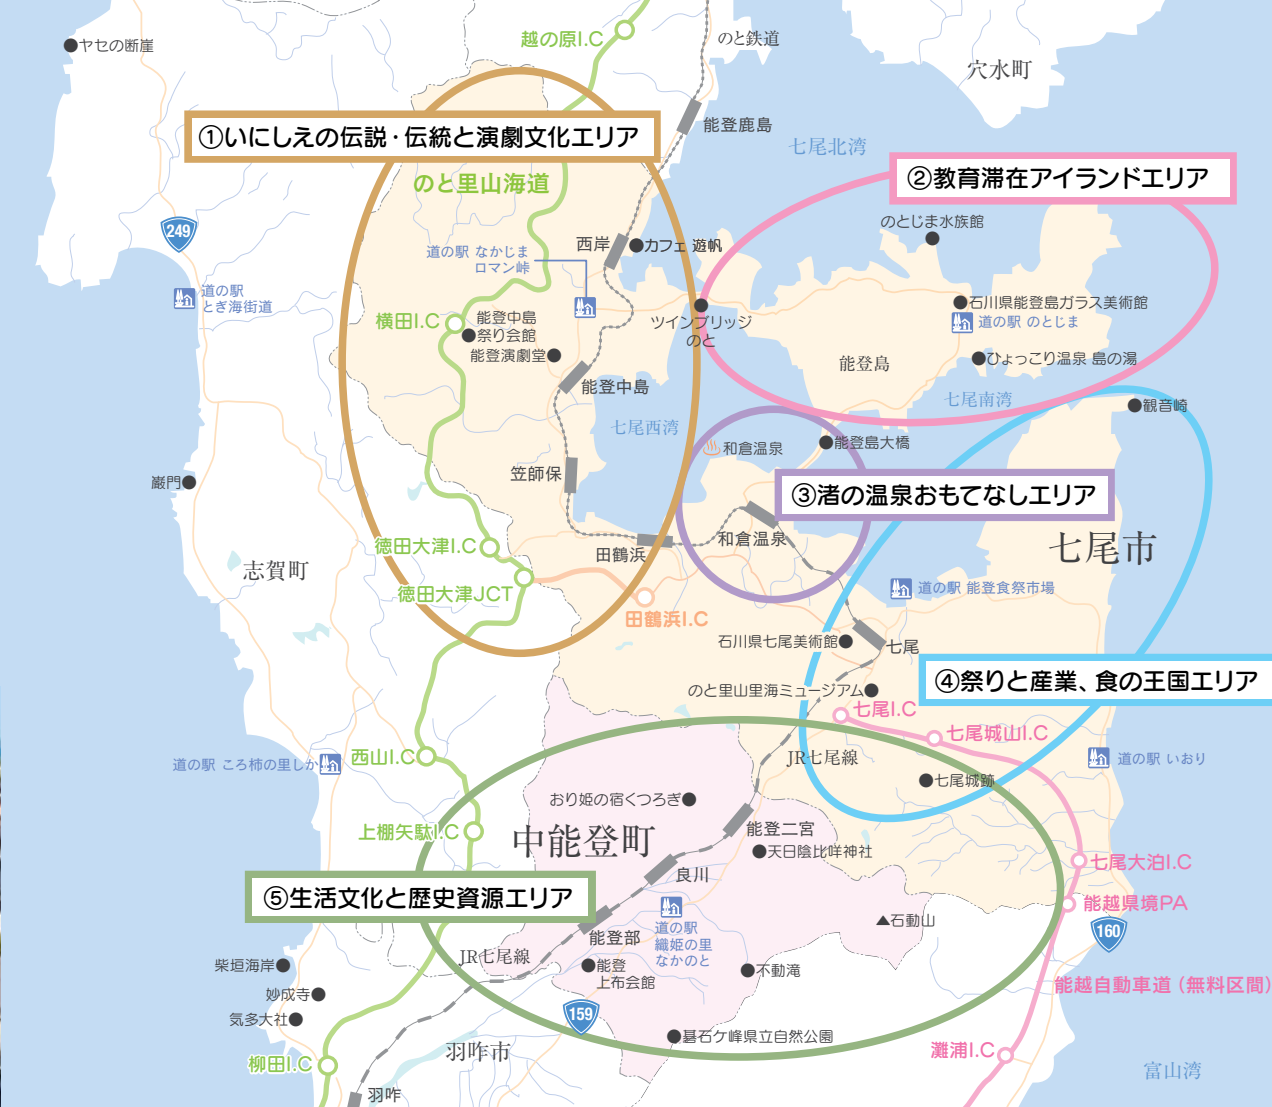 越の原I.C
のと鉄道
ヤセの断崖
穴水町
能登鹿島
①いにしえの伝説・伝統と演劇文化エリア
七尾北湾
②教育滞在アイランドエリア
のと里山海道
のとじま水族館
249
西岸
カフェ 遊帆
道の駅 なかじま
ロマン峠
道の駅
とぎ海街道
石川県能登島ガラス美術館
横田I.C
能登中島
祭り会館
ツインブリッジ
のと
道の駅 のとじま
能登演劇堂
ひょっこり温泉 島の湯
能登島
能登中島
七尾南湾
観音崎
七尾西湾
和倉温泉
能登島大橋
笠師保
巌門
③渚の温泉おもてなしエリア
徳田大津I.C
田鶴浜
和倉温泉
七尾市
志賀町
徳田大津JCT
道の駅 能登食祭市場
田鶴浜I.C
石川県七尾美術館
七尾
④祭りと産業、食の王国エリア
のと里山里海ミュージアム
七尾I.C
七尾城山I.C
西山I.C
JR七尾線
道の駅 いおり
道の駅 ころ柿の里しか
七尾城跡
おり姫の宿くつろぎ
上棚矢駄I.C
中能登町
能登二宮
天日陰比咩神社
七尾大泊I.C
良川
⑤生活文化と歴史資源エリア
能越県境PA
石動山
道の駅
織姫の里
なかのと
160
能登部
JR七尾線
柴垣海岸
能登
上布会館
不動滝
能越自動車道（無料区間）
妙成寺
159
気多大社
碁石ケ峰県立自然公園
羽咋市
灘浦I.C
柳田I.C
富山湾
羽咋